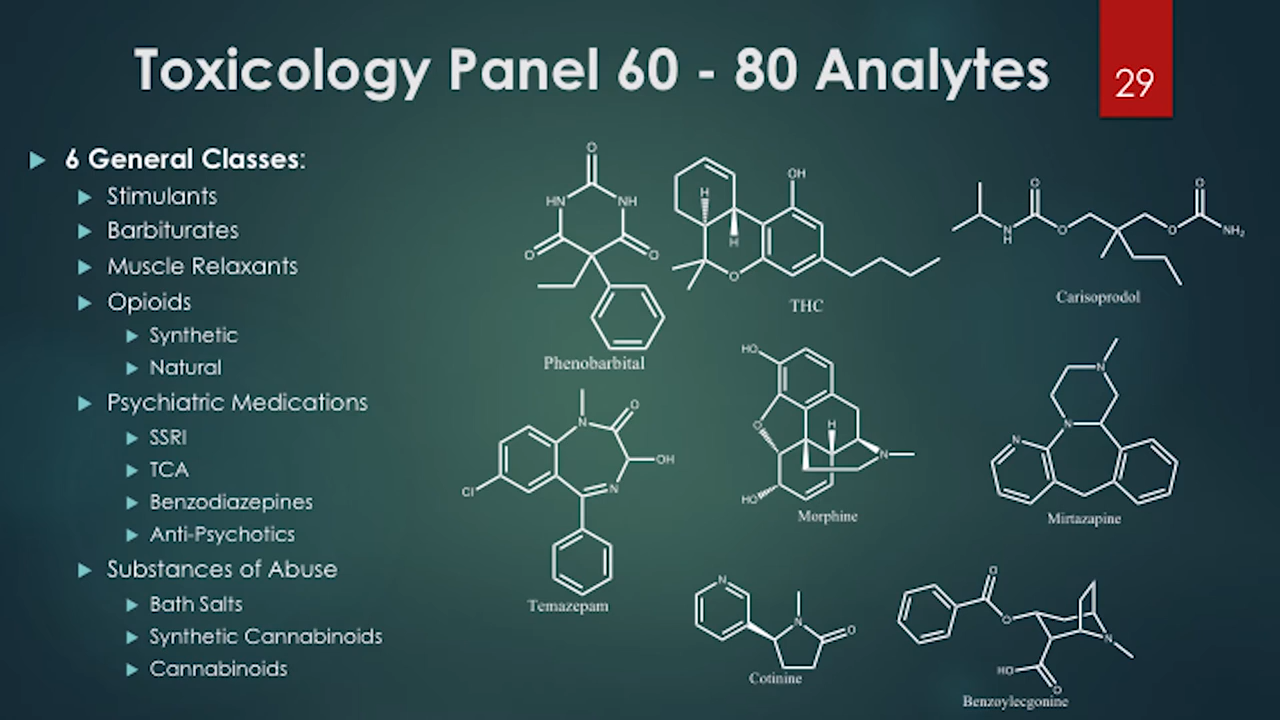 Toxicology Panel 60 - 80 Analytes
29
6 General Classes:
Stimulants
Barbiturates
Muscle Relaxants
Opioids
Synthetic
Natural
Psychiatric Medications
SSRI
TCA
Benzodiazepines
Anti-Psychotics
Substances of Abuse
Bath Salts
Synthetic Cannabinoids
Cannabinoids
O
HN
NH
O
O
Phenobarbital
H
H
OH
O
THC
O
O
N
H
O
O
NH2
Carisoprodol
N
O
OH
N
Cl
Temazepam
HO
O
H
N
HO
Morphine
N
N
N
Mirtazapine
N
N
O
Cotinine
O
O
N
HO
O
Benzoylecgonine